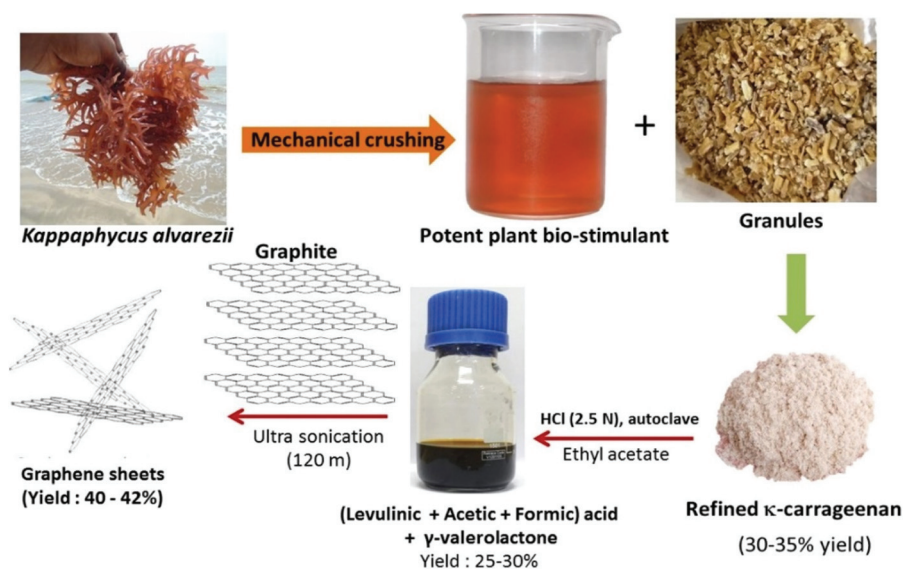 Mechanical crushing
+
Kappaphycus alvarezii
Potent plant bio-stimulant
Granules
Graphite
Ultra sonication
(120 m)
HCl (2.5 N), autoclave
Ethyl acetate
Graphene sheets
(Yield : 40 - 42%)
(Levulinic + Acetic + Formic) acid
+ γ-valerolactone
Yield : 25-30%
Refined κ-carrageenan
(30-35% yield)